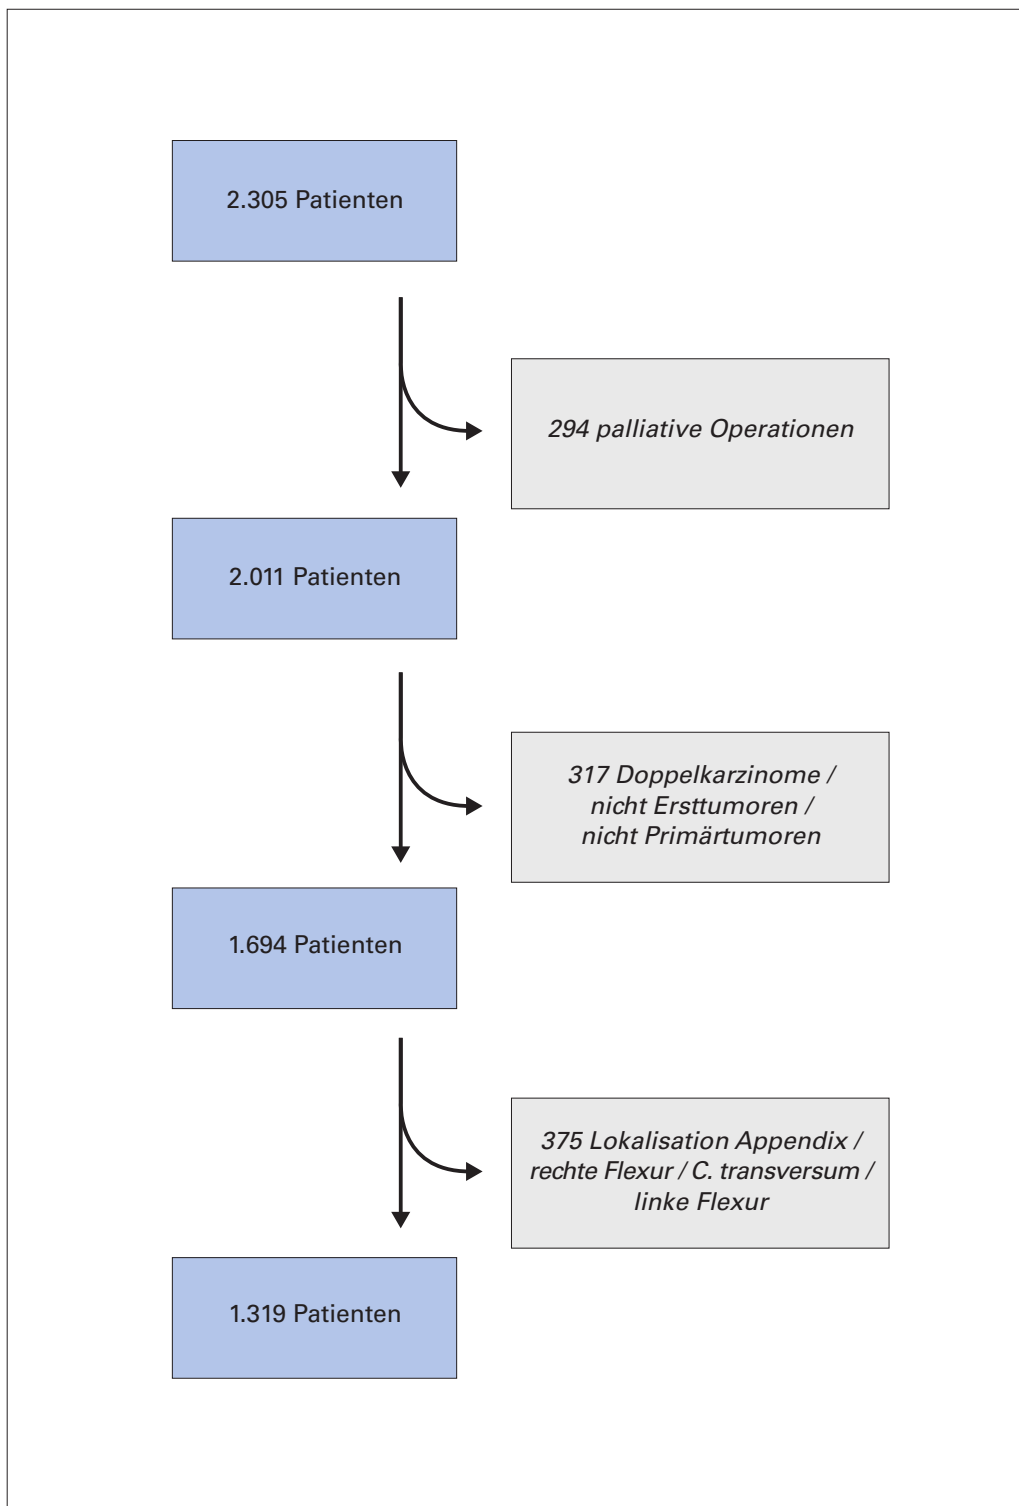 2.305 Patienten
294 palliative Operationen
2.011 Patienten
317 Doppelkarzinome /
nicht Ersttumoren /
nicht Primärtumoren
1.694 Patienten
375 Lokalisation Appendix /
rechte Flexur / C. transversum /
linke Flexur
1.319 Patienten